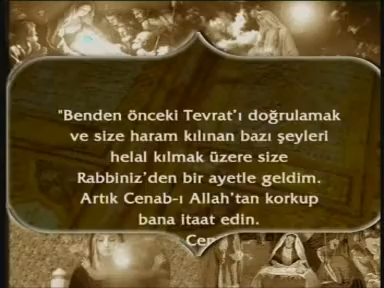 "Benden önceki Tevrat'ı doğrulamak
ve size haram kılınan bazı şeyleri
helal kılmak üzere size
Rabbiniz'den bir ayetle geldim.
Artık Cenab-ı Allah'tan korkup
bana itaat edin.